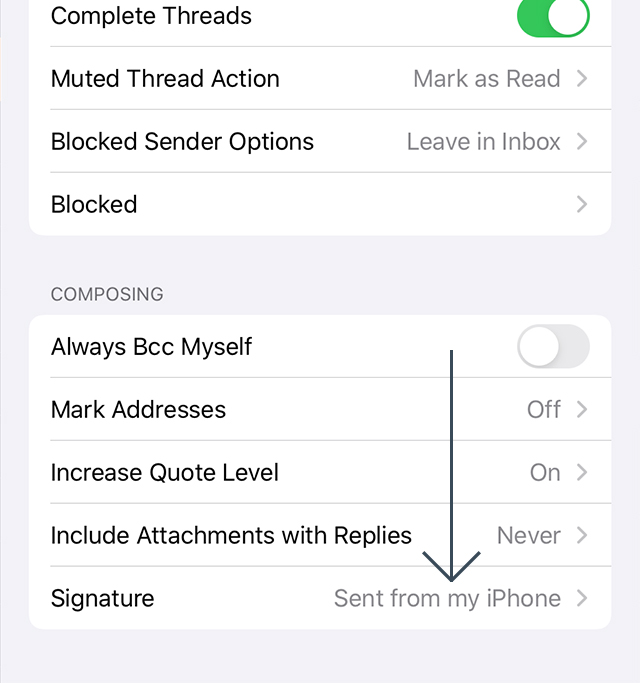 Complete Threads
Muted Thread Action Mark as Read
Blocked Sender Options Leave in Inbox
Blocked
COMPOSING
Always Bcc Myself
Mark Addresses Off
Increase Quote Level On
Include Attachments with Replies Never
Signature Sent from my iPhone